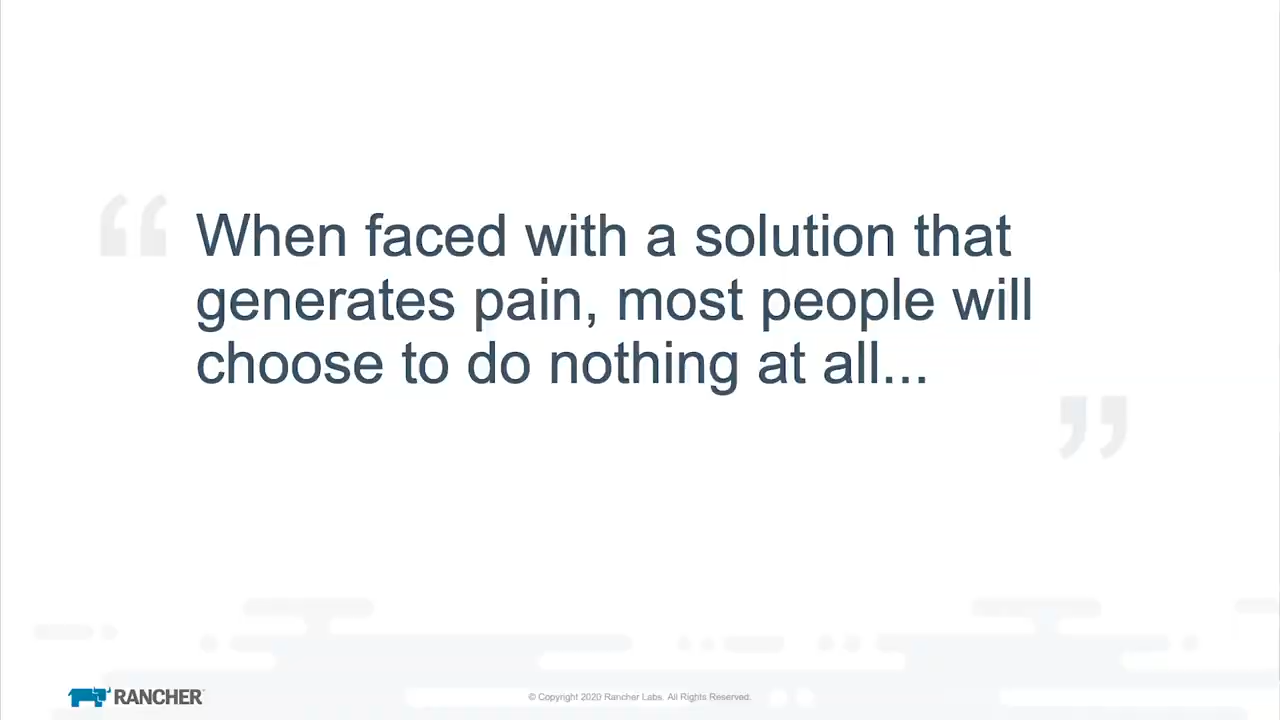 “
When faced with a solution that
generates pain, most people will
choose to do nothing at all...
”
RANCHER
© Copyright 2020 Rancher Labs. All Rights Reserved.